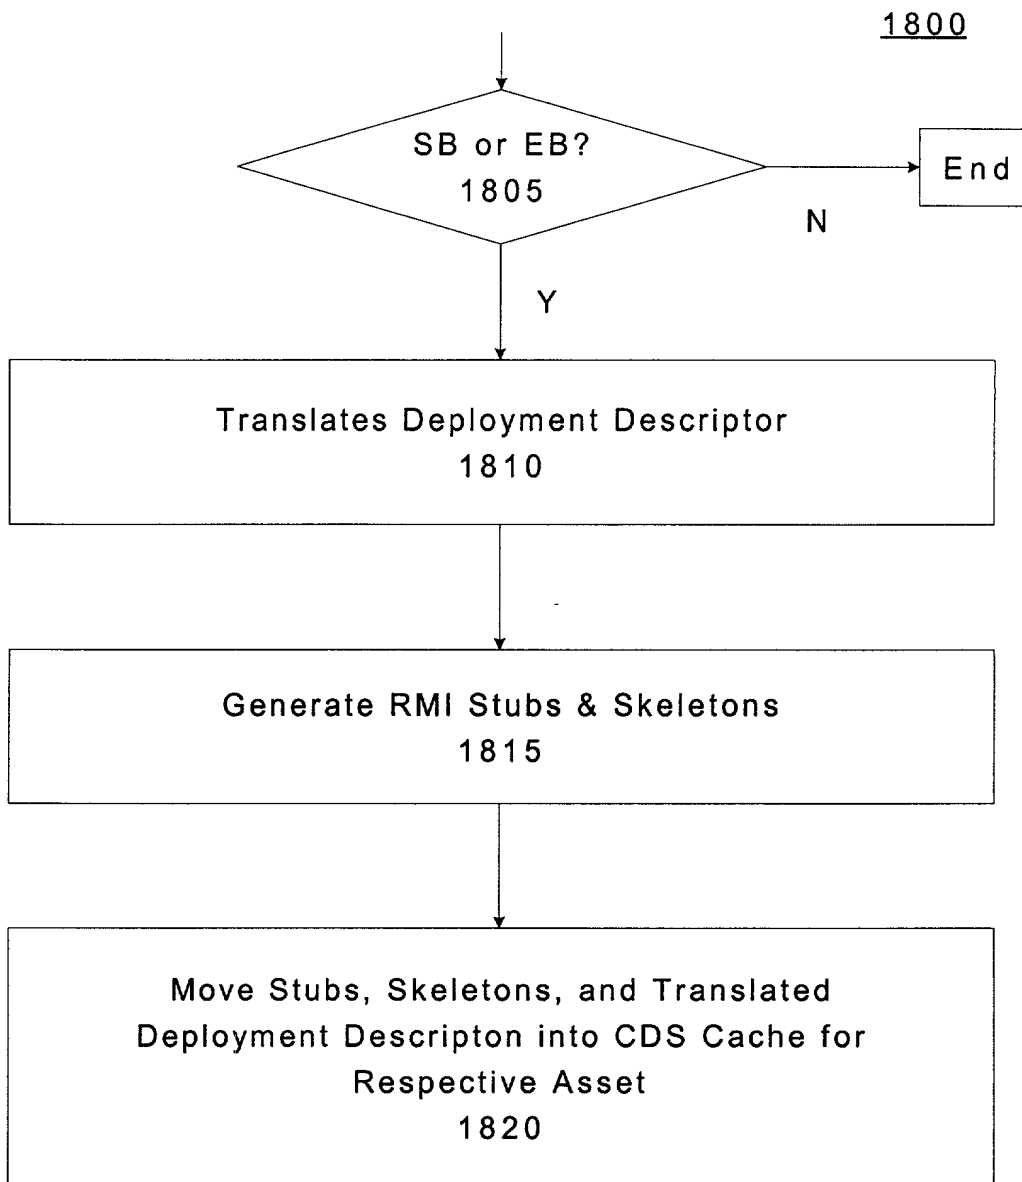 1800
SB or EB?
1805
End
N
Y
Translates Deployment Descriptor
1810
Generate RMI Stubs & Skeletons
1815
Move Stubs, Skeletons, and Translated
Deployment Descripton into CDS Cache for
Respective Asset
1820